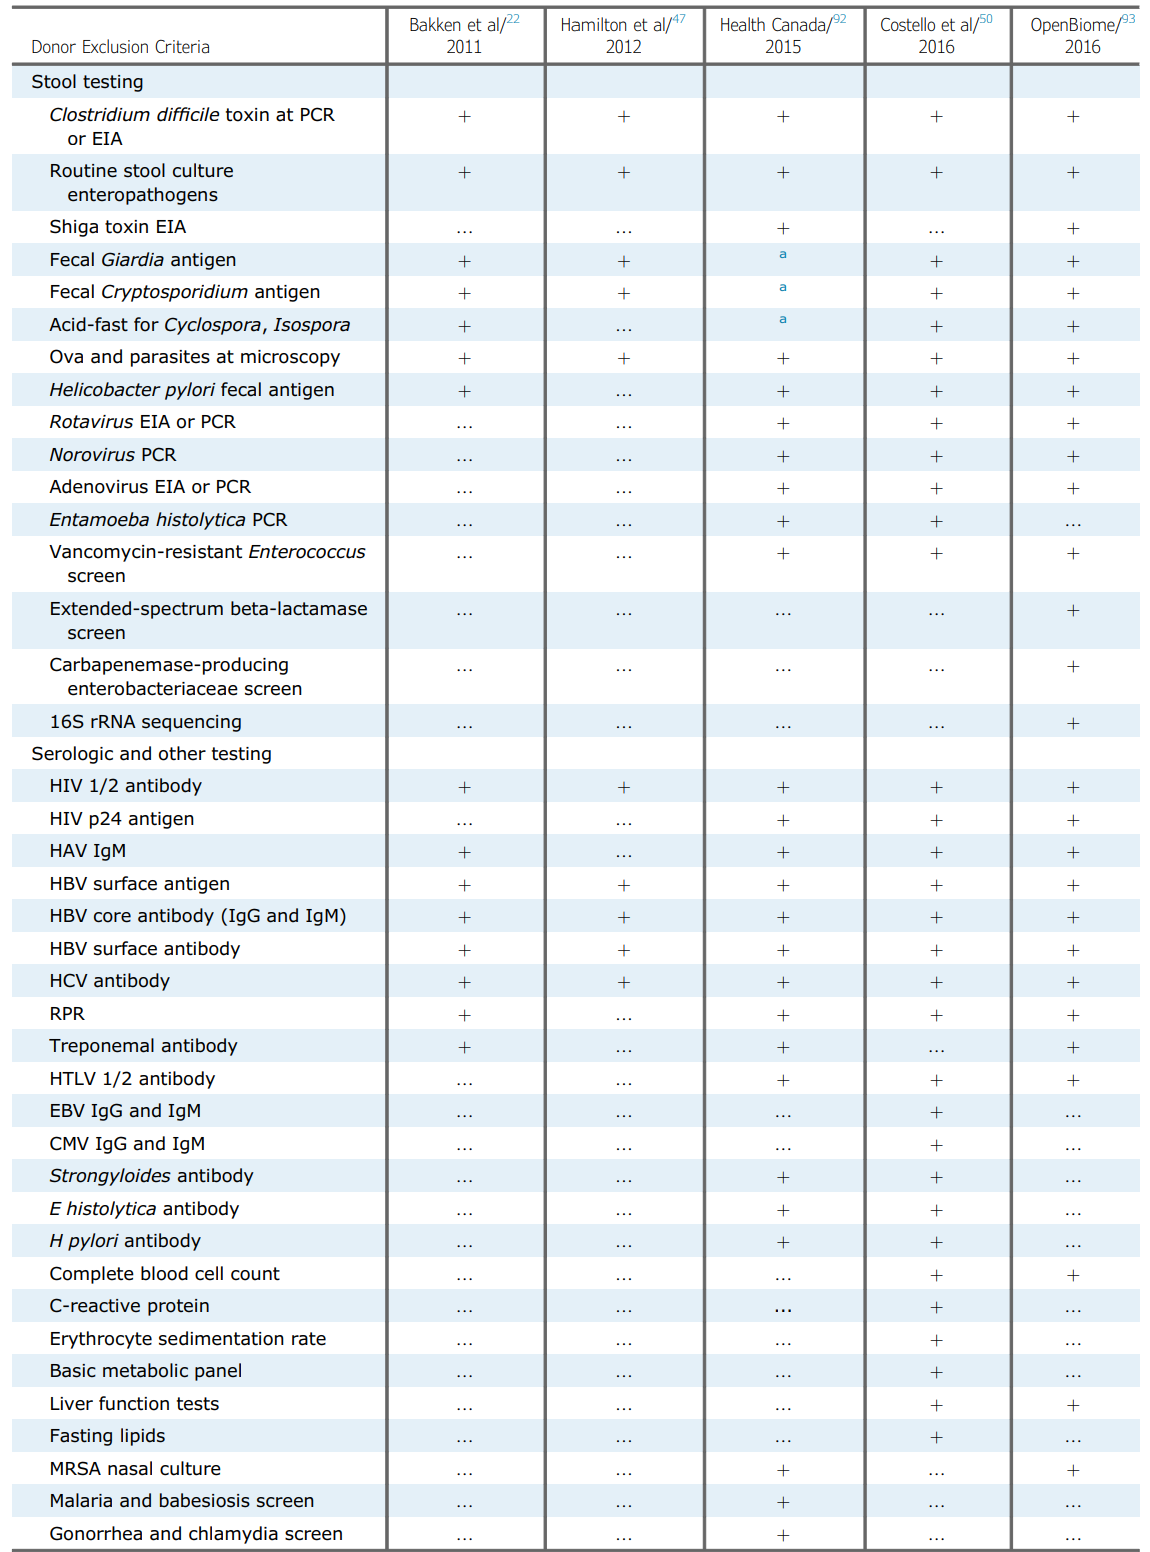 Donor Exclusion Criteria Bakken et al/22 2011 Hamilton et al/47 2012 Health Canada/92 2015 Costello et al/50 2016 OpenBiome/93 2016
Stool testing
Clostridium difficile toxin at PCR + + + + +
or EIA
Routine stool culture + + + + +
enteropathogens
Shiga toxin EIA ... ... + ... +
Fecal Giardia antigen + + a + +
Fecal Cryptosporidium antigen + + a + +
Acid-fast for Cyclospora, Isospora + ... a + +
Ova and parasites at microscopy + + + + +
Helicobacter pylori fecal antigen + ... + + +
Rotavirus EIA or PCR ... ... + + +
Norovirus PCR ... ... + + +
Adenovirus EIA or PCR ... ... + + +
Entamoeba histolytica PCR ... ... + + ...
Vancomycin-resistant Enterococcus ... ... + + +
screen
Extended-spectrum beta-lactamase ... ... ... ... +
screen
Carbapenemase-producing ... ... ... ... +
enterobacteriaceae screen
16S rRNA sequencing ... ... ... ... +
Serologic and other testing
HIV 1/2 antibody + + + + +
HIV p24 antigen ... ... + + +
HAV IgM + ... + + +
HBV surface antigen + + + + +
HBV core antibody (IgG and IgM) + + + + +
HBV surface antibody + + + + +
HCV antibody + + + + +
RPR + ... + + +
Treponemal antibody + ... + ... +
HTLV 1/2 antibody ... ... + + +
EBV IgG and IgM ... ... ... + ...
CMV IgG and IgM ... ... ... + ...
Strongyloides antibody ... ... + + ...
E histolytica antibody ... ... + + ...
H pylori antibody ... ... + + ...
Complete blood cell count ... ... ... + +
C-reactive protein ... ... ... + ...
Erythrocyte sedimentation rate ... ... ... + ...
Basic metabolic panel ... ... ... + ...
Liver function tests ... ... ... + +
Fasting lipids ... ... ... + ...
MRSA nasal culture ... ... + ... +
Malaria and babesiosis screen ... ... + ... ...
Gonorrhea and chlamydia screen ... ... + ... ...